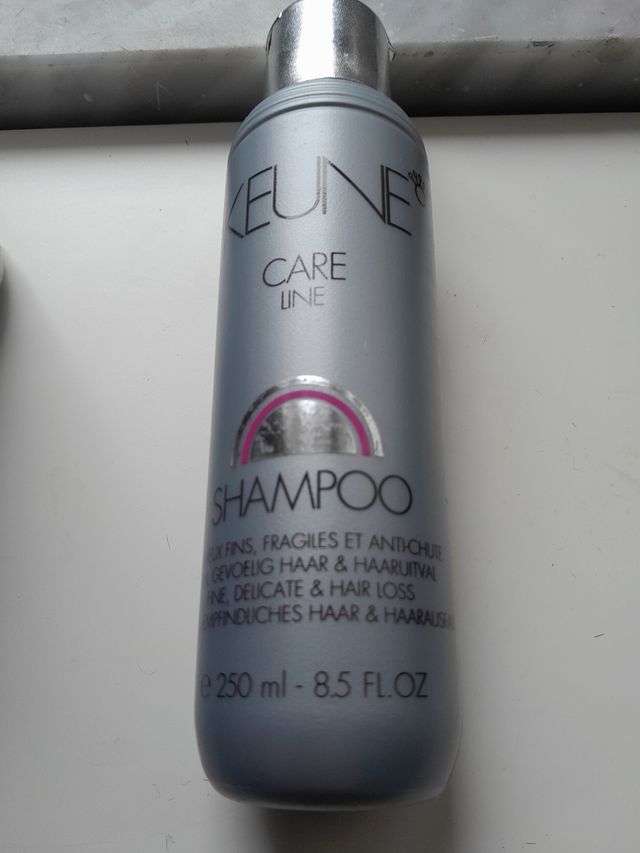 KEUNE
CARE
LINE
SHAMPOO
FINS, FRAGILES ET ANTI-CHUTE
GEVOELIG HAAR & HAARUITVAL
FINE, DELICATE & HAIR LOSS
EMPFINDLICHES HAAR &
e 250 ml - 8.5 FL.OZ